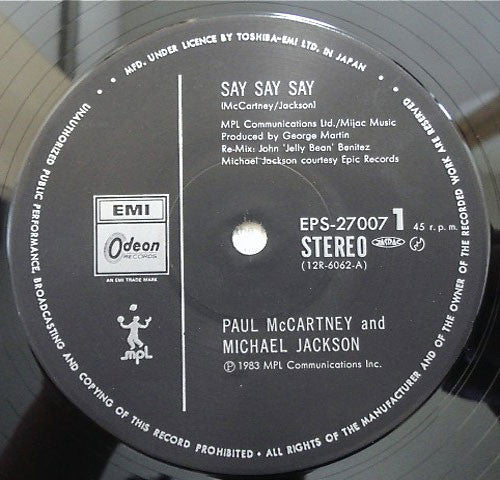 • MFD. UNDER LICENCE BY TOSHIBA-EMI LTD. IN JAPAN •
SAY SAY SAY
(McCartney/Jackson)
MPL Communications Ltd./Mijac Music
Produced by George Martin
Re-Mix: John 'Jelly Bean' Benitez
Michael Jackson courtesy Epic Records
EMI
Odeon
RECORDS
AN EMI TRADE MARK
EPS-27007 1 45 r.p.m.
STEREO
(12R-6062-A)
mpl
PAUL McCARTNEY and
MICHAEL JACKSON
Ⓟ 1983 MPL Communications Inc.
UNAUTHORIZED PUBLIC PERFORMANCE, BROADCASTING AND COPYING OF THIS RECORD PROHIBITED • ALL RIGHTS OF THE MANUFACTURER AND OF THE OWNER OF THE RECORDED WORK ARE RESERVED